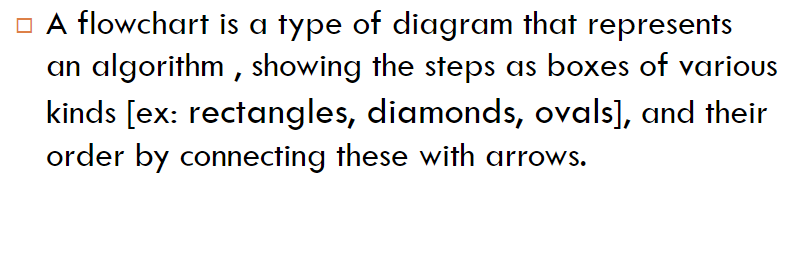 A flowchart is a type of diagram that represents
an algorithm , showing the steps as boxes of various
kinds [ex: rectangles, diamonds, ovals], and their
order by connecting these with arrows.